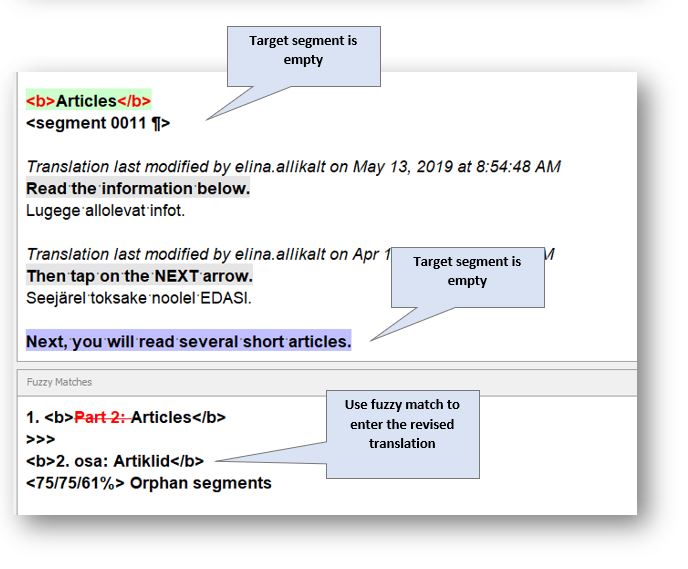 Target segment is
empty
<b>Articles</b>
<segment 0011 ¶>
Translation last modified by elina.allikalt on May 13, 2019 at 8:54:48 AM
Read the information below.
Lugege allolevat infot.
Translation last modified by elina.allikalt on Apr 1
Then tap on the NEXT arrow.
Seejärel toksake noolel EDASI.
Target segment is
empty
Next, you will read several short articles.
Fuzzy Matches
1. <b>Part 2: Articles</b>
>>>
<b>2. osa: Artiklid</b>
<75/75/61%> Orphan segments
Use fuzzy match to
enter the revised
translation